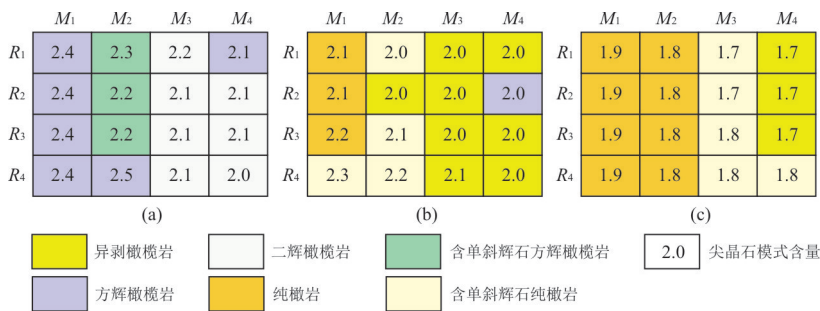 M1 M2 M3 M4 M1 M2 M3 M4 M1 M2 M3 M4
R1 2.4 2.3 2.2 2.1 R1 2.1 2.0 2.0 2.0 R1 1.9 1.8 1.7 1.7
R2 2.4 2.2 2.1 2.1 R2 2.1 2.0 2.0 2.0 R2 1.9 1.8 1.7 1.7
R3 2.4 2.2 2.1 2.1 R3 2.2 2.1 2.0 2.0 R3 1.9 1.8 1.8 1.7
R4 2.4 2.5 2.1 2.0 R4 2.3 2.2 2.1 2.0 R4 1.9 1.8 1.8 1.8
(a) (b) (c)
异剥橄榄岩 二辉橄榄岩 含单斜辉石方辉橄榄岩 2.0 尖晶石模式含量
方辉橄榄岩 纯橄岩 含单斜辉石纯橄岩